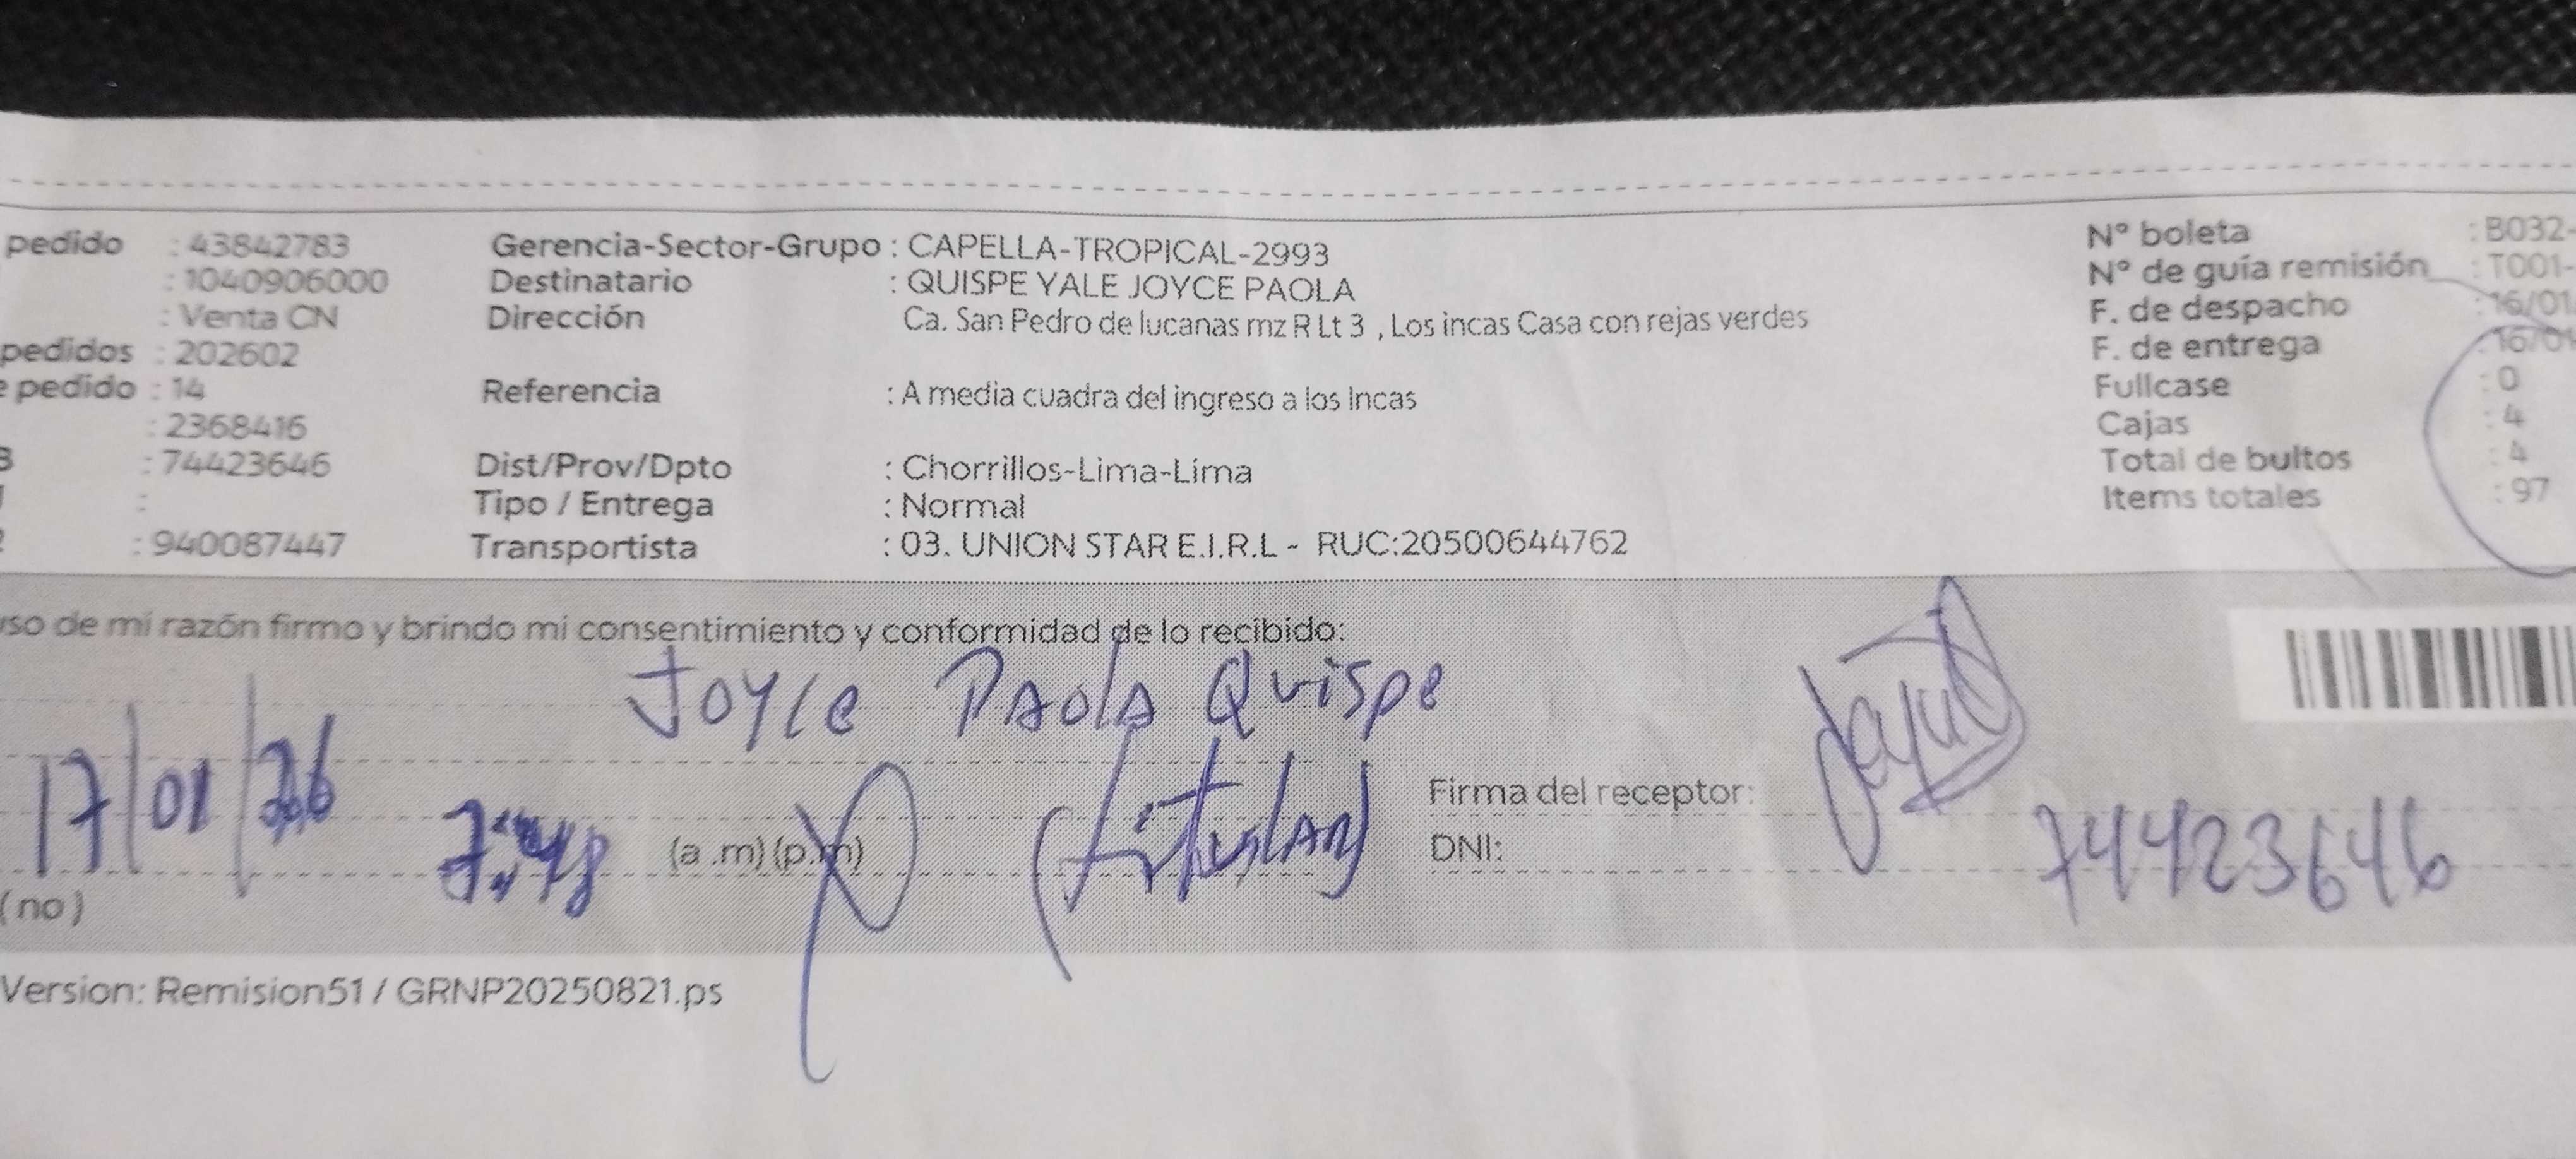 pedido : 43842783 Gerencia-Sector-Grupo : CAPELLA-TROPICAL-2993 N° boleta : B032-
: 1040906000 Destinatario : QUISPE YALE JOYCE PAOLA N° de guía remisión : T001-
: Venta CN Dirección Ca. San Pedro de lucanas mz R Lt 3 , Los incas Casa con rejas verdes F. de despacho : 16/01
pedidos : 202602 F. de entrega : 16/01
e pedido : 14 Referencia : A media cuadra del ingreso a los Incas Fullcase : 0
: 2368416 Cajas : 4
: 74423646 Dist/Prov/Dpto : Chorrillos-Lima-Lima Total de bultos : 4
: Tipo / Entrega : Normal Items totales : 97
: 940087447 Transportista : 03. UNION STAR E.I.R.L - RUC:20500644762
uso de mi razón firmo y brindo mi consentimiento y conformidad de lo recibido:
Joyce Paola Quispe
17/01/26 (titular) Firma del receptor:
7:48 (a .m) (p.m) DNI: 74423646
(no)
Version: Remision51 / GRNP20250821.ps